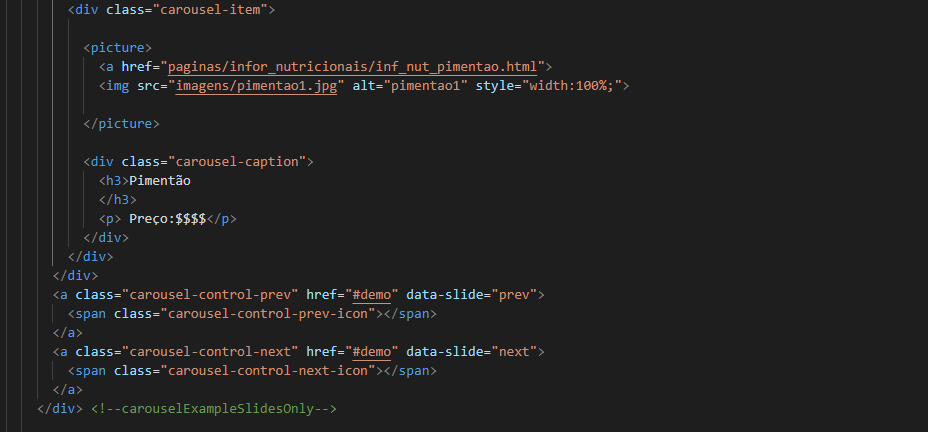 <div class="carousel-item">
<picture>
<a href="paginas/infor_nutricionais/inf_nut_pimentao.html">
<img src="imagens/pimentao1.jpg" alt="pimentao1" style="width:100%;">
</picture>
<div class="carousel-caption">
<h3>Pimentão
</h3>
<p> Preço:$$$$</p>
</div>
</div>
</div>
<a class="carousel-control-prev" href="#demo" data-slide="prev">
<span class="carousel-control-prev-icon"></span>
</a>
<a class="carousel-control-next" href="#demo" data-slide="next">
<span class="carousel-control-next-icon"></span>
</a>
</div> <!--carouselExampleSlidesOnly-->